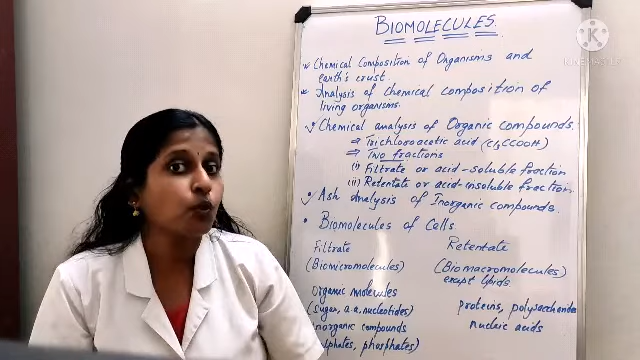 BIOMOLECULES.
* Chemical Composition of Organisms and
earth's crust.
* Analysis of chemical composition of
living organisms.
✓ Chemical analysis of Organic compounds.
⇒ Trichloroacetic acid (Cl3CCOOH)
⇒ Two fractions
(i) Filtrate or acid-soluble fraction
(ii) Retentate or acid-insoluble fraction.
✓ Ash Analysis of Inorganic compounds.
• Biomolecules of Cells
Filtrate Retentate
(Biomicromolecules) (Biomacromolecules)
except lipids
Organic molecules
(sugar, a.a, nucleotides) proteins, polysaccharides
Inorganic compounds nucleic acids
phosphates)
KINEMASTER